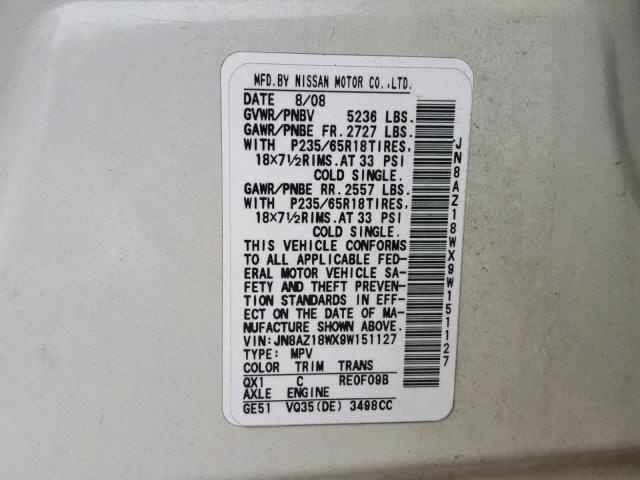 MFD.BY NISSAN MOTOR CO.,LTD.
DATE 8/08
GVWR/PNBV 5236 LBS.
GAWR/PNBE FR.2727 LBS.
WITH P235/65R18TIRES,
18×7½RIMS.AT 33 PSI
COLD SINGLE.
GAWR/PNBE RR.2557 LBS.
WITH P235/65R18TIRES,
18×7½RIMS.AT 33 PSI
COLD SINGLE.
THIS VEHICLE CONFORMS
TO ALL APPLICABLE FED-
ERAL MOTOR VEHICLE SA-
FETY AND THEFT PREVEN-
TION STANDARDS IN EFF-
ECT ON THE DATE OF MA-
NUFACTURE SHOWN ABOVE.
VIN:JN8AZ18WX9W151127
TYPE: MPV
COLOR TRIM TRANS
QX1 C RE0F09B
AXLE ENGINE
GE51 VQ35(DE) 3498CC
JN8AZ18WX9W151127